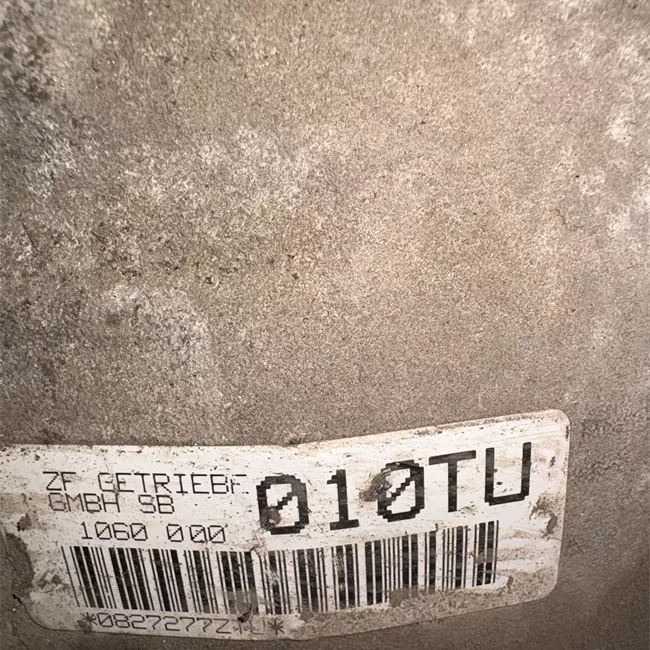 ZF GETRIEBE
GMBH SB
010TU
1060 000